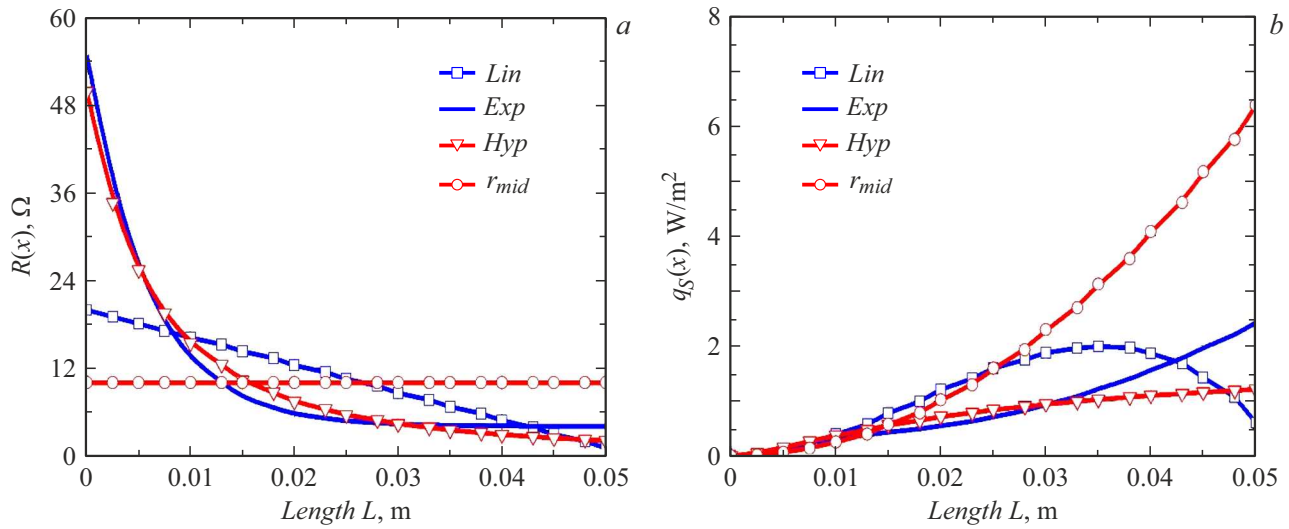 a
60
48
36
24
12
0
R(x), Ω
Lin
Exp
Hyp
r_mid
0 0.01 0.02 0.03 0.04 0.05
Length L, m
b
8
6
4
2
0
q_S(x), W/m²
Lin
Exp
Hyp
r_mid
0 0.01 0.02 0.03 0.04 0.05
Length L, m